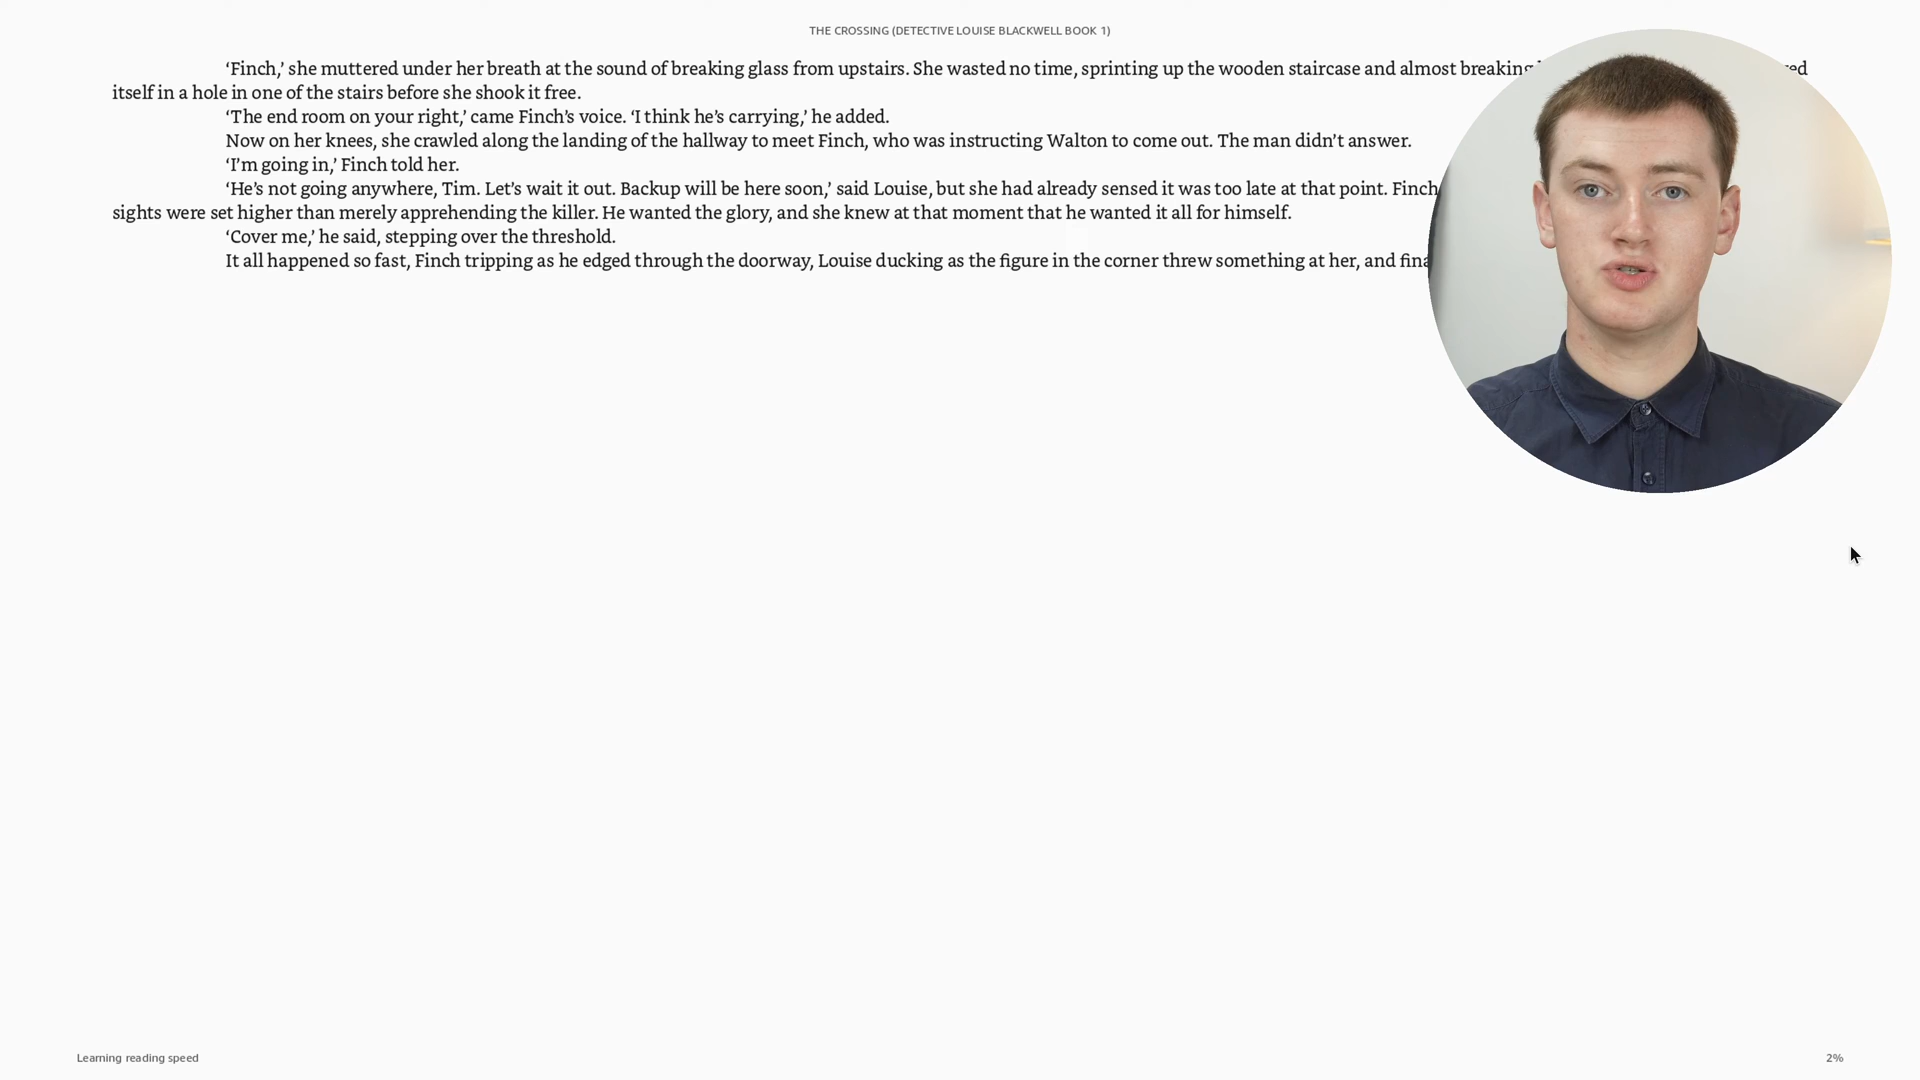 THE CROSSING (DETECTIVE LOUISE BLACKWELL BOOK 1)
‘Finch,’ she muttered under her breath at the sound of breaking glass from upstairs. She wasted no time, sprinting up the wooden staircase and almost breaking
itself in a hole in one of the stairs before she shook it free.
‘The end room on your right,’ came Finch’s voice. ‘I think he’s carrying,’ he added.
Now on her knees, she crawled along the landing of the hallway to meet Finch, who was instructing Walton to come out. The man didn’t answer.
‘I’m going in,’ Finch told her.
‘He’s not going anywhere, Tim. Let’s wait it out. Backup will be here soon,’ said Louise, but she had already sensed it was too late at that point. Finch
sights were set higher than merely apprehending the killer. He wanted the glory, and she knew at that moment that he wanted it all for himself.
‘Cover me,’ he said, stepping over the threshold.
It all happened so fast, Finch tripping as he edged through the doorway, Louise ducking as the figure in the corner threw something at her, and
Learning reading speed
2%